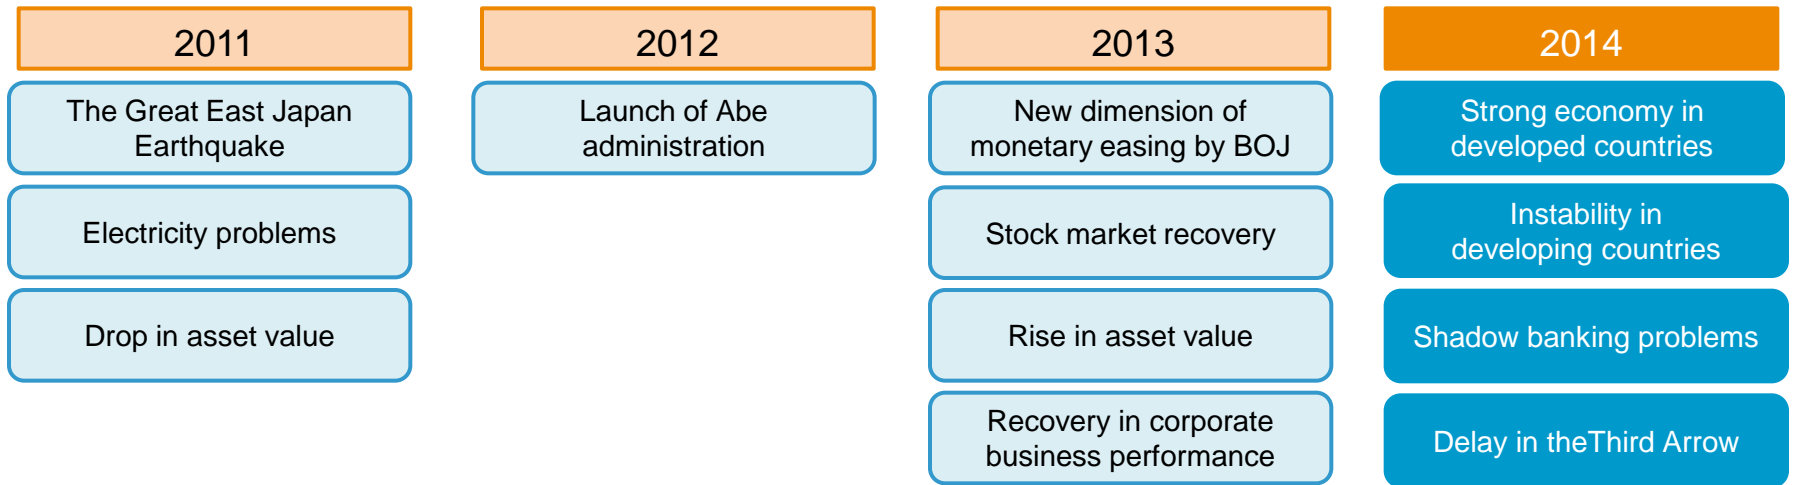 2011
The Great East Japan
Earthquake
Electricity problems
Drop in asset value
2012
Launch of Abe
administration
2013
New dimension of
monetary easing by BOJ
Stock market recovery
Rise in asset value
Recovery in corporate
business performance
2014
Strong economy in
developed countries
Instability in
developing countries
Shadow banking problems
Delay in theThird Arrow